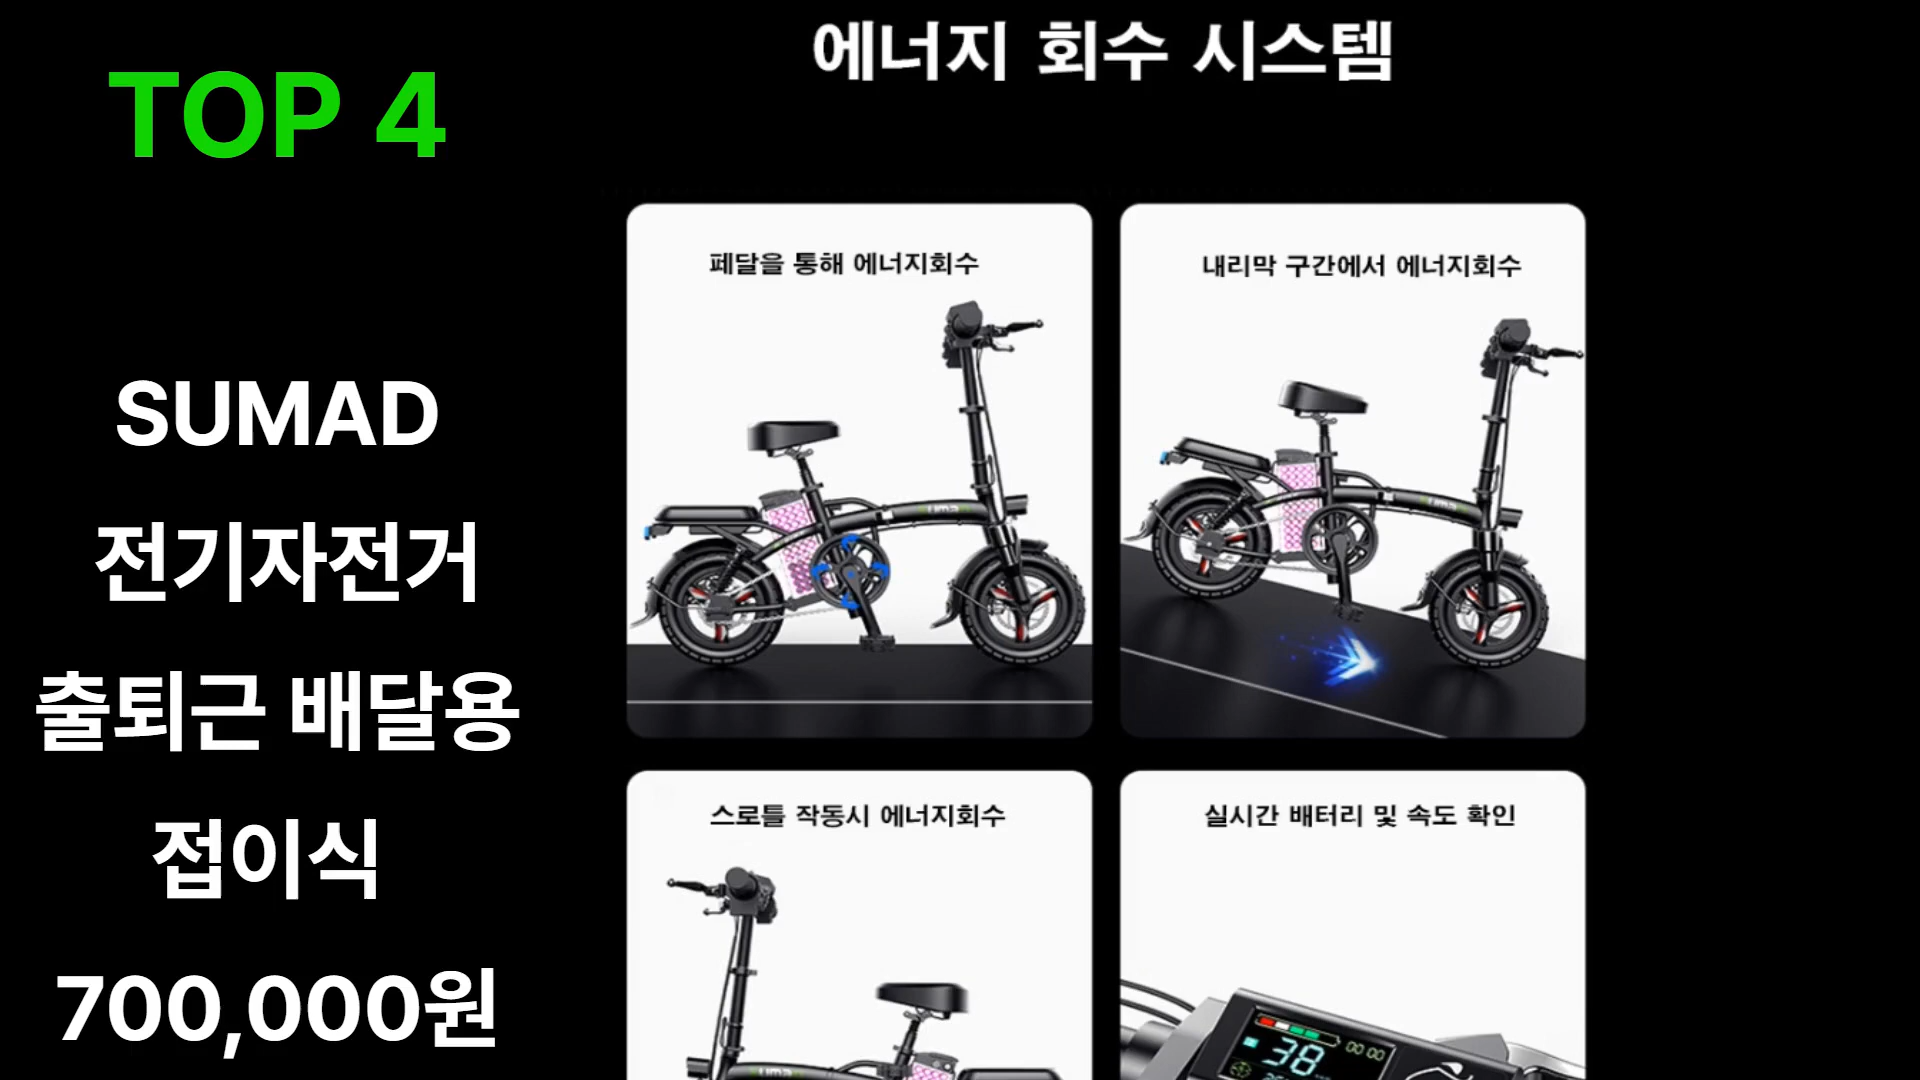 TOP 4
SUMAD
전기자전거
출퇴근 배달용
접이식
700,000원
에너지 회수 시스템
페달을 통해 에너지회수
내리막 구간에서 에너지회수
스로틀 작동시 에너지회수
실시간 배터리 및 속도 확인
38